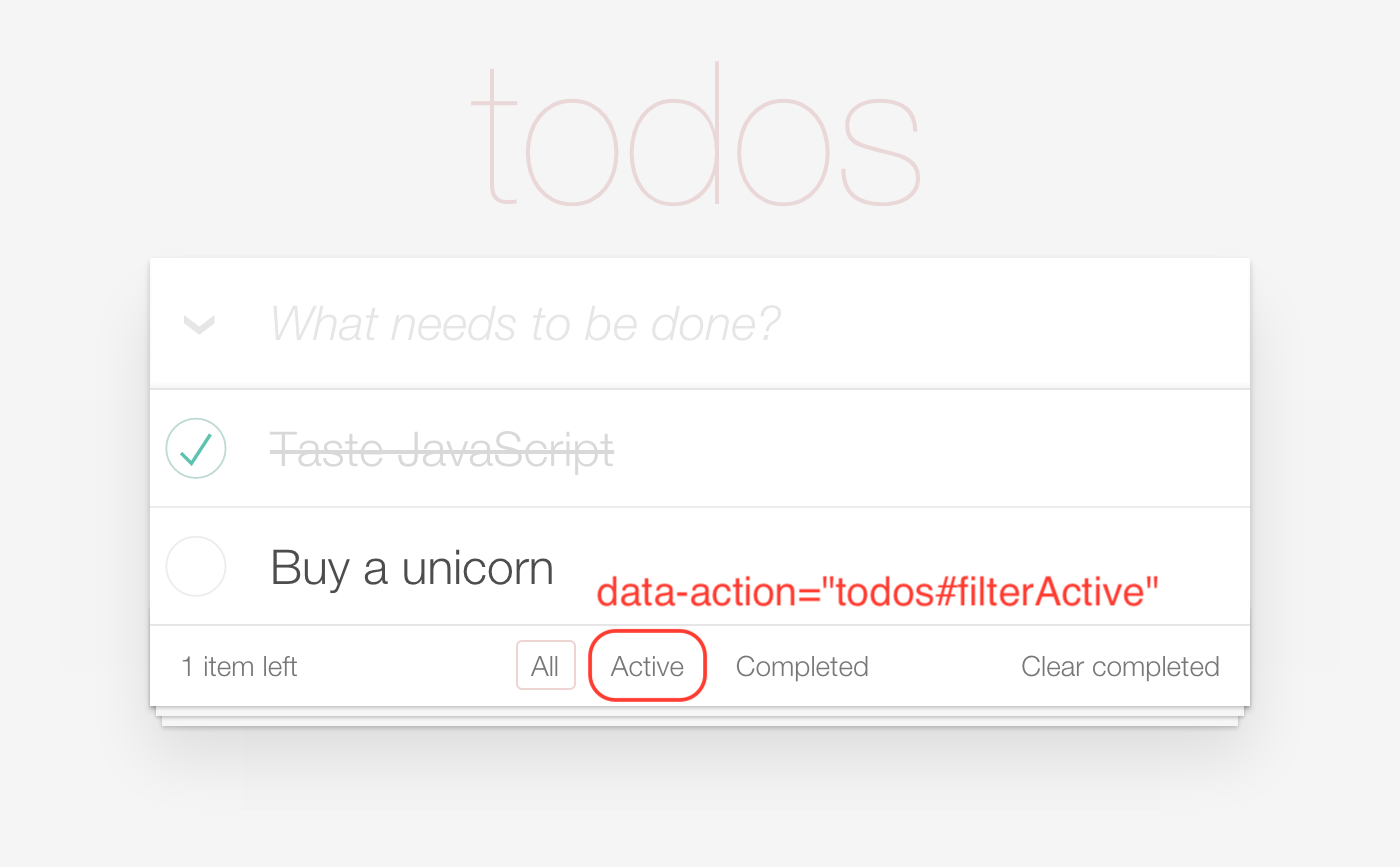 todos
What needs to be done?
Taste JavaScript
Buy a unicorn
data-action="todos#filterActive"
1 item left All Active Completed Clear completed